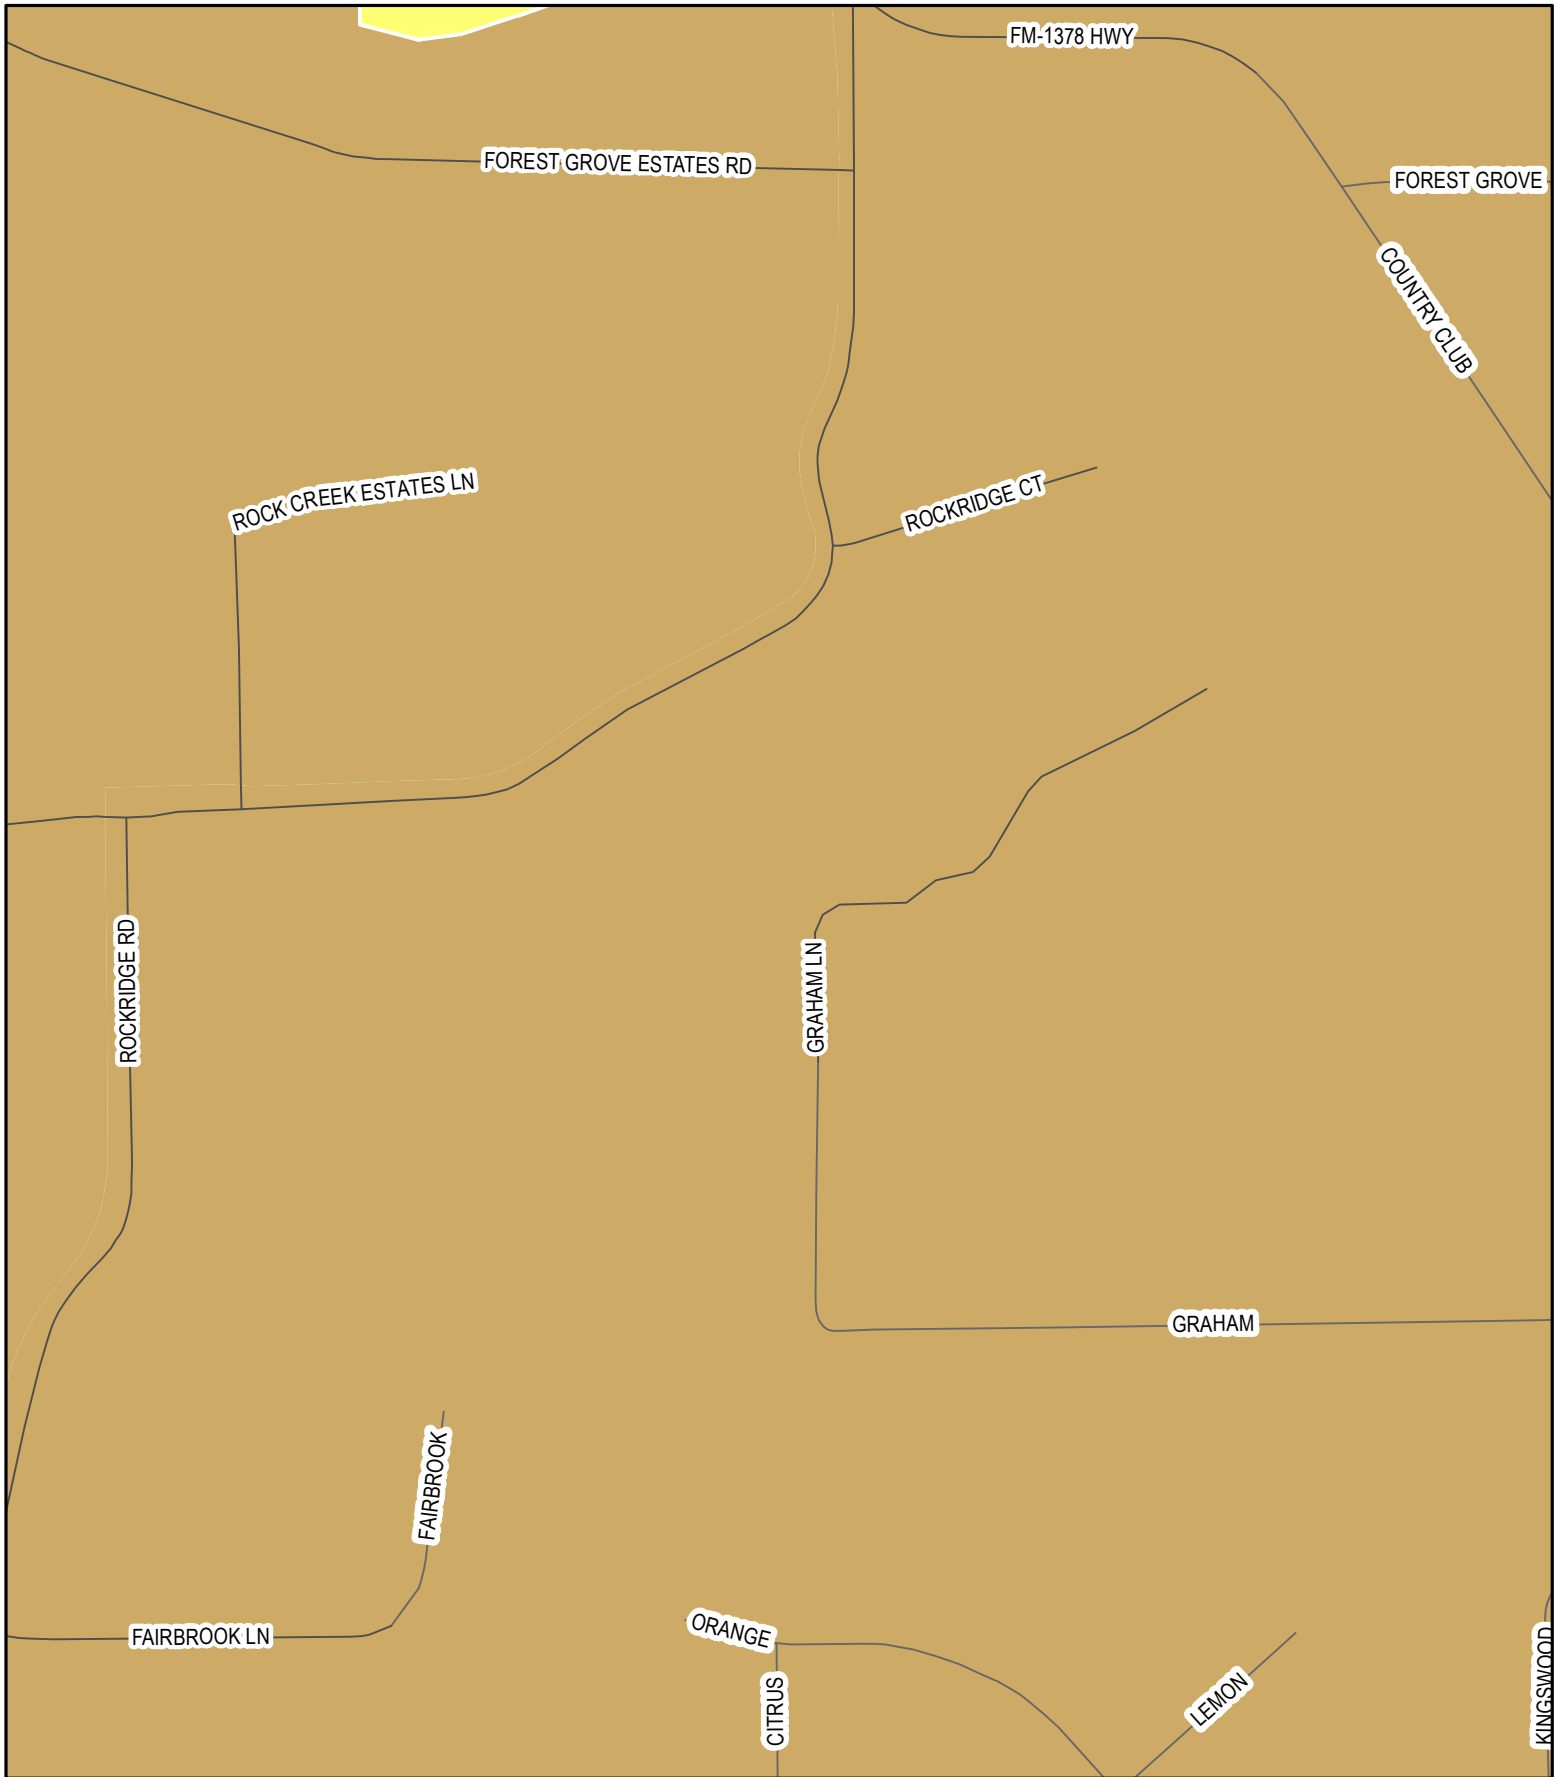 FM-1378 HWY
FOREST GROVE ESTATES RD
FOREST GROVE
COUNTRY CLUB
ROCK CREEK ESTATES LN
ROCKRIDGE CT
ROCKRIDGE RD
GRAHAM LN
GRAHAM
FAIRBROOK
FAIRBROOK LN
ORANGE
CITRUS
LEMON
KINGSWOOD